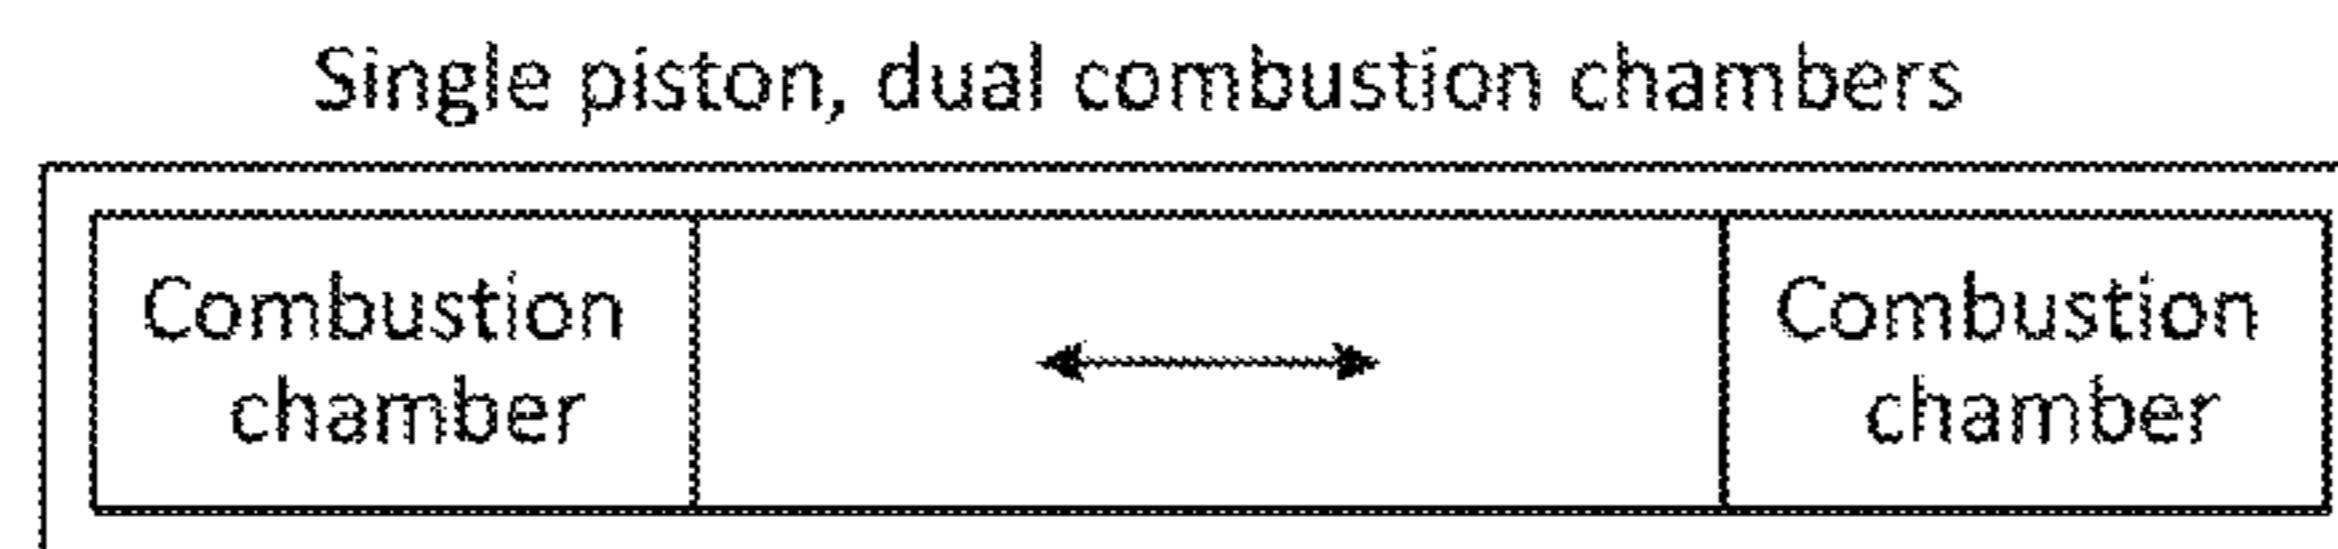 Single piston, dual combustion chambers
Combustion
chamber
Combustion
chamber